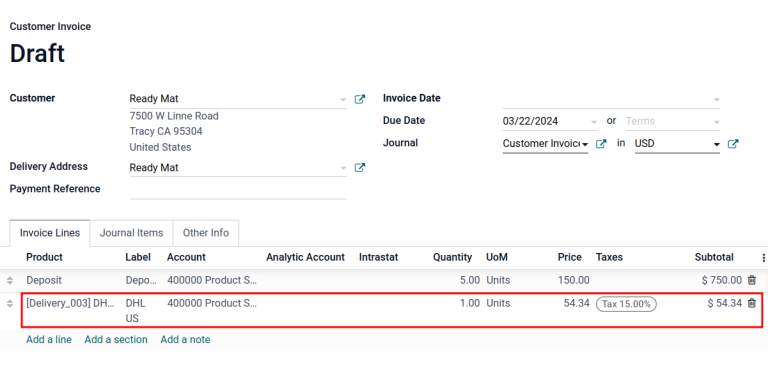 Customer Invoice
Draft
Customer Ready Mat Invoice Date
7500 W Linne Road
Tracy CA 95304
United States
Due Date 03/22/2024 or Terms
Journal Customer Invoic in USD
Delivery Address Ready Mat
Payment Reference
Invoice Lines Journal Items Other Info
Product Label Account Analytic Account Intrastat Quantity UoM Price Taxes Subtotal
Deposit Depo... 400000 Product S... 5.00 Units 150.00 $ 750.00
[Delivery_003] DH... DHL US 400000 Product S... 1.00 Units 54.34 Tax 15.00% $ 54.34
Add a line Add a section Add a note